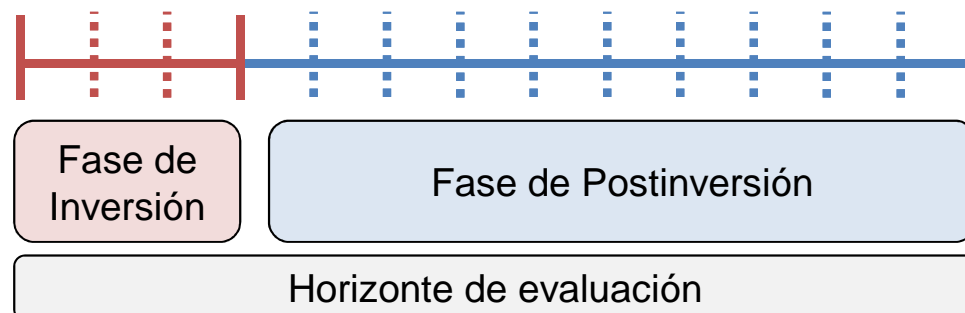 Fase de
Inversión
Fase de Postinversión
Horizonte de evaluación